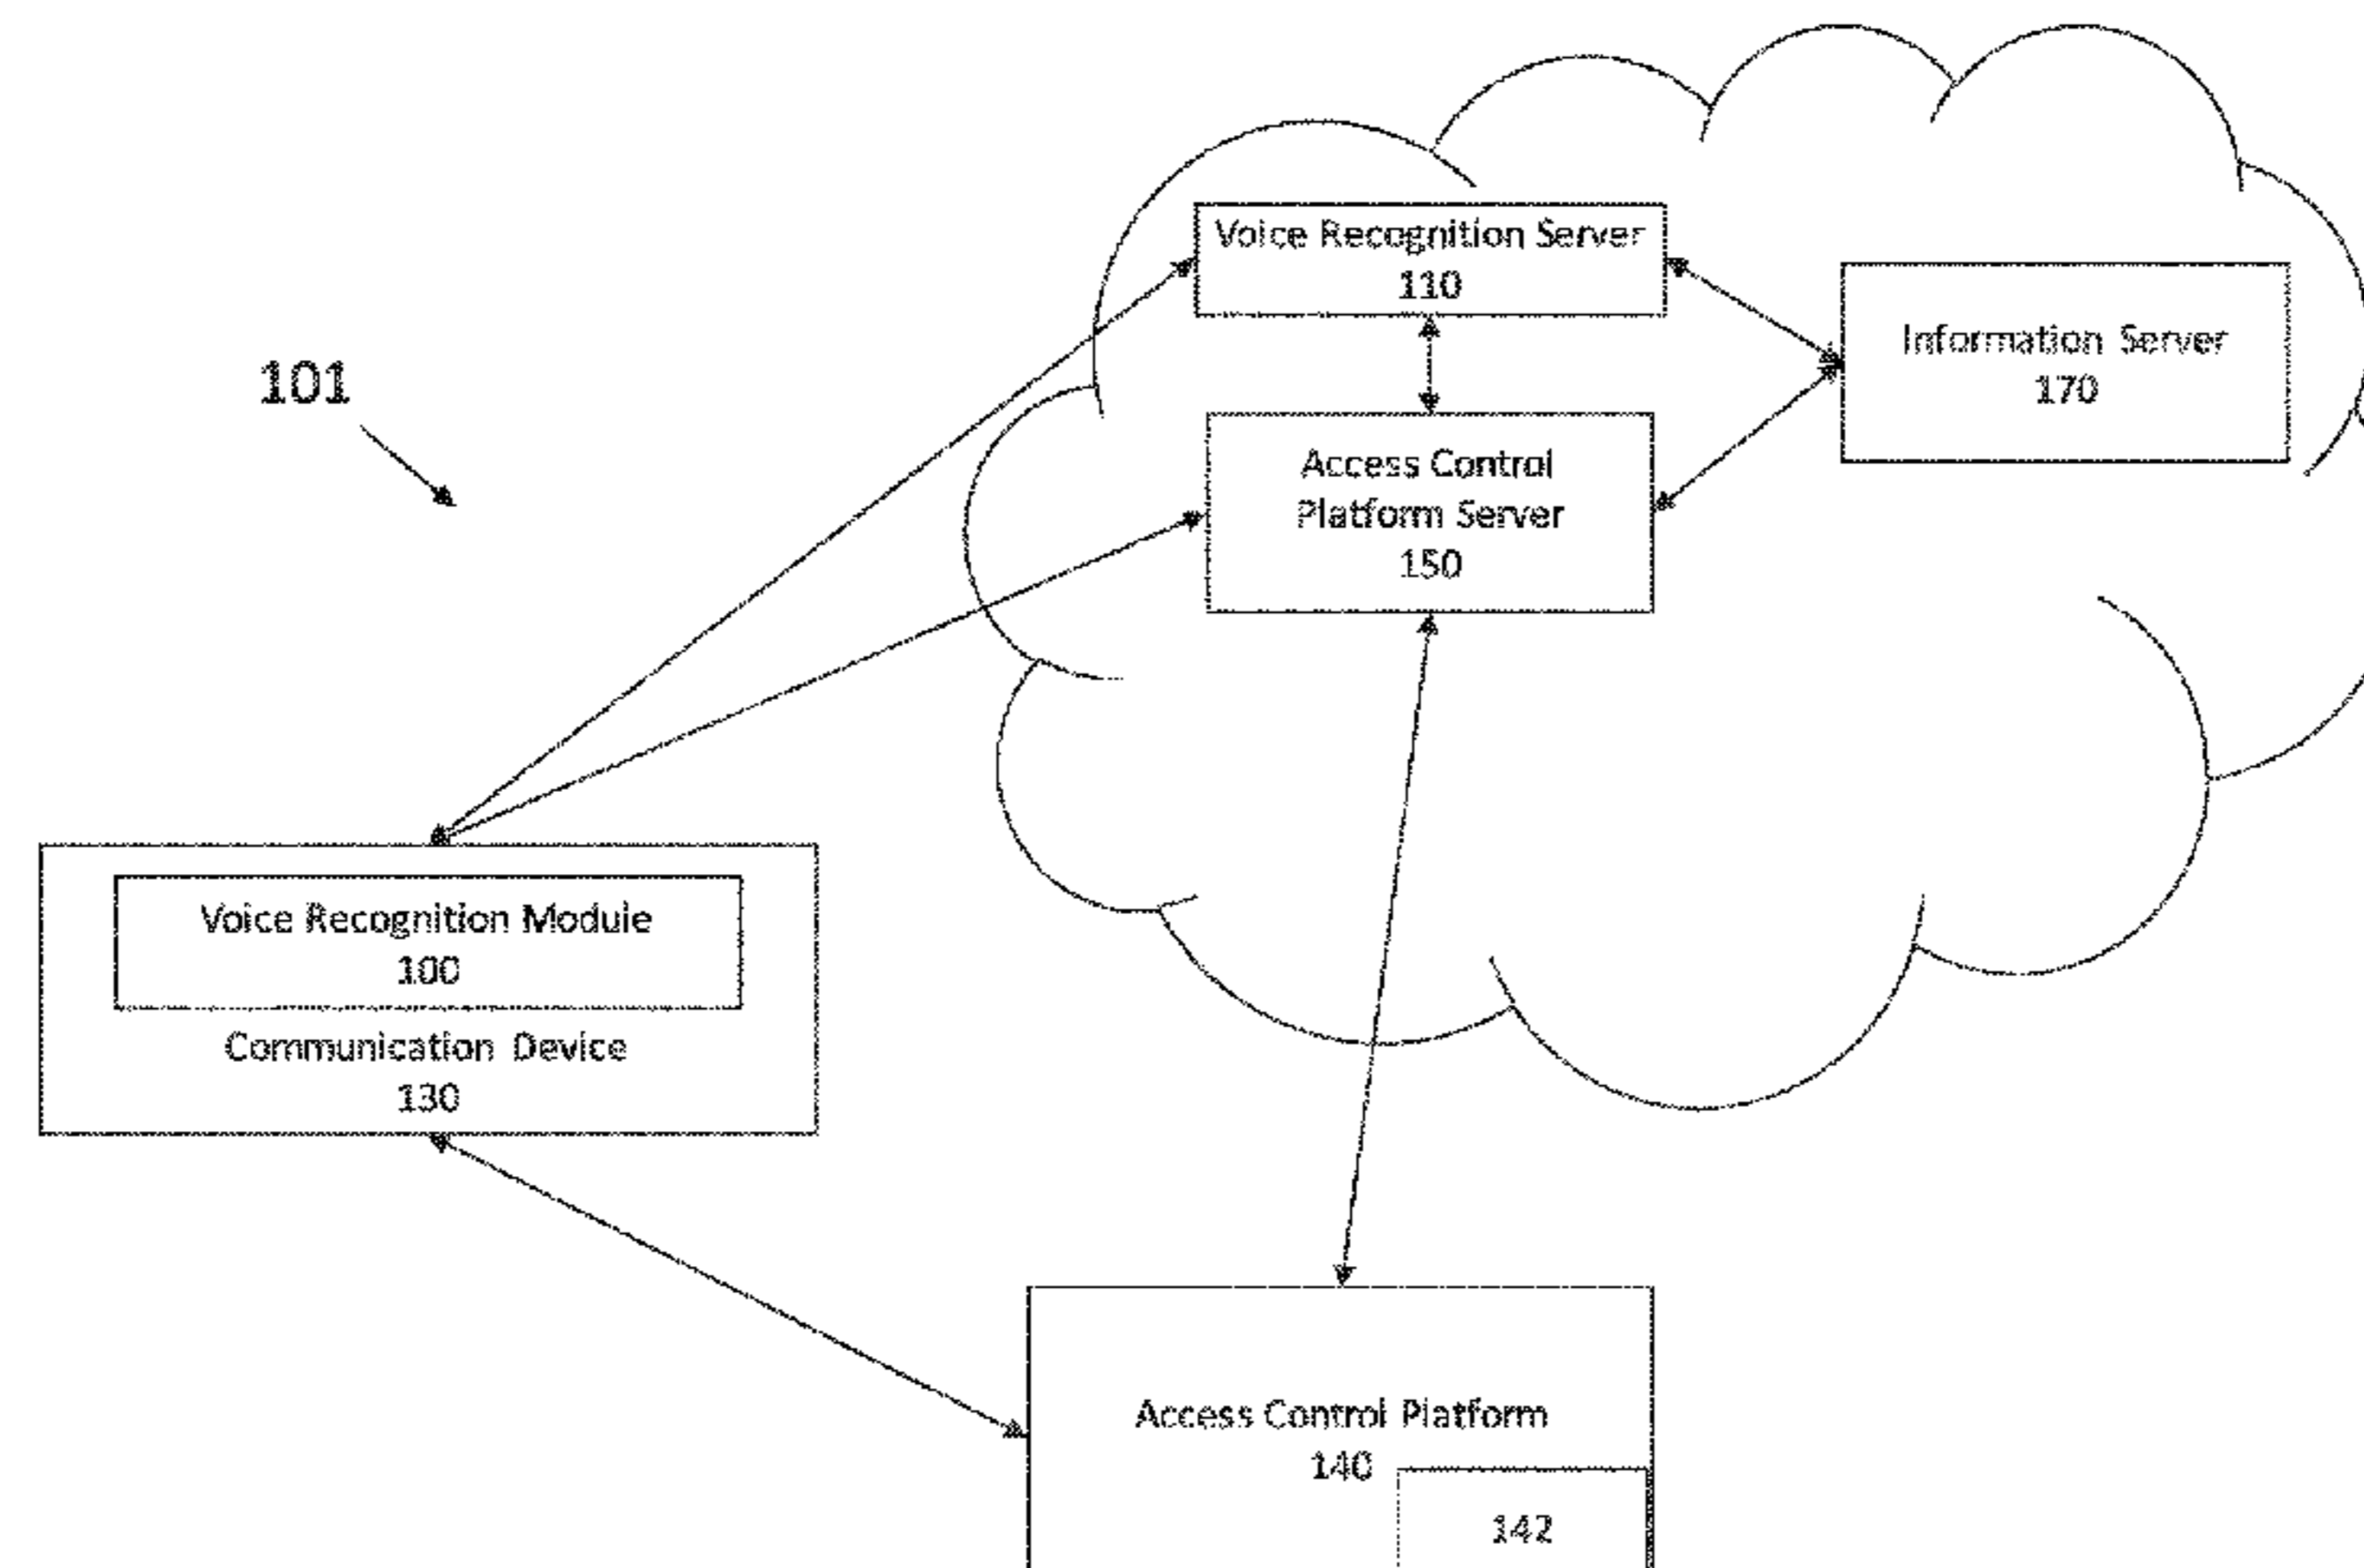 Voice Recognition Server
110
Information Server
170
101
Access Control
Platform Server
150
Voice Recognition Module
100
Communication Device
130
Access Control Platform
140
142